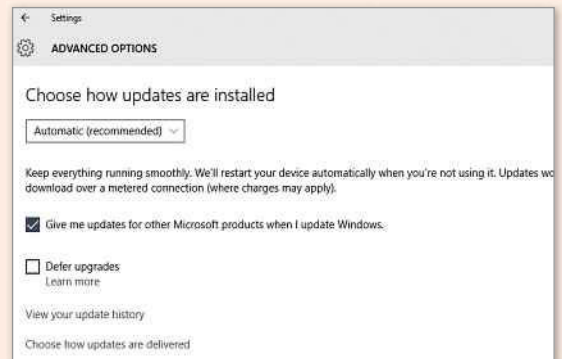 Settings
ADVANCED OPTIONS
Choose how updates are installed
Automatic (recommended)
Keep everything running smoothly. We'll restart your device automatically when you're not using it. Updates
download over a metered connection (where charges may apply).
Give me updates for other Microsoft products when I update Windows.
Defer upgrades
Learn more
View your update history
Choose how updates are delivered